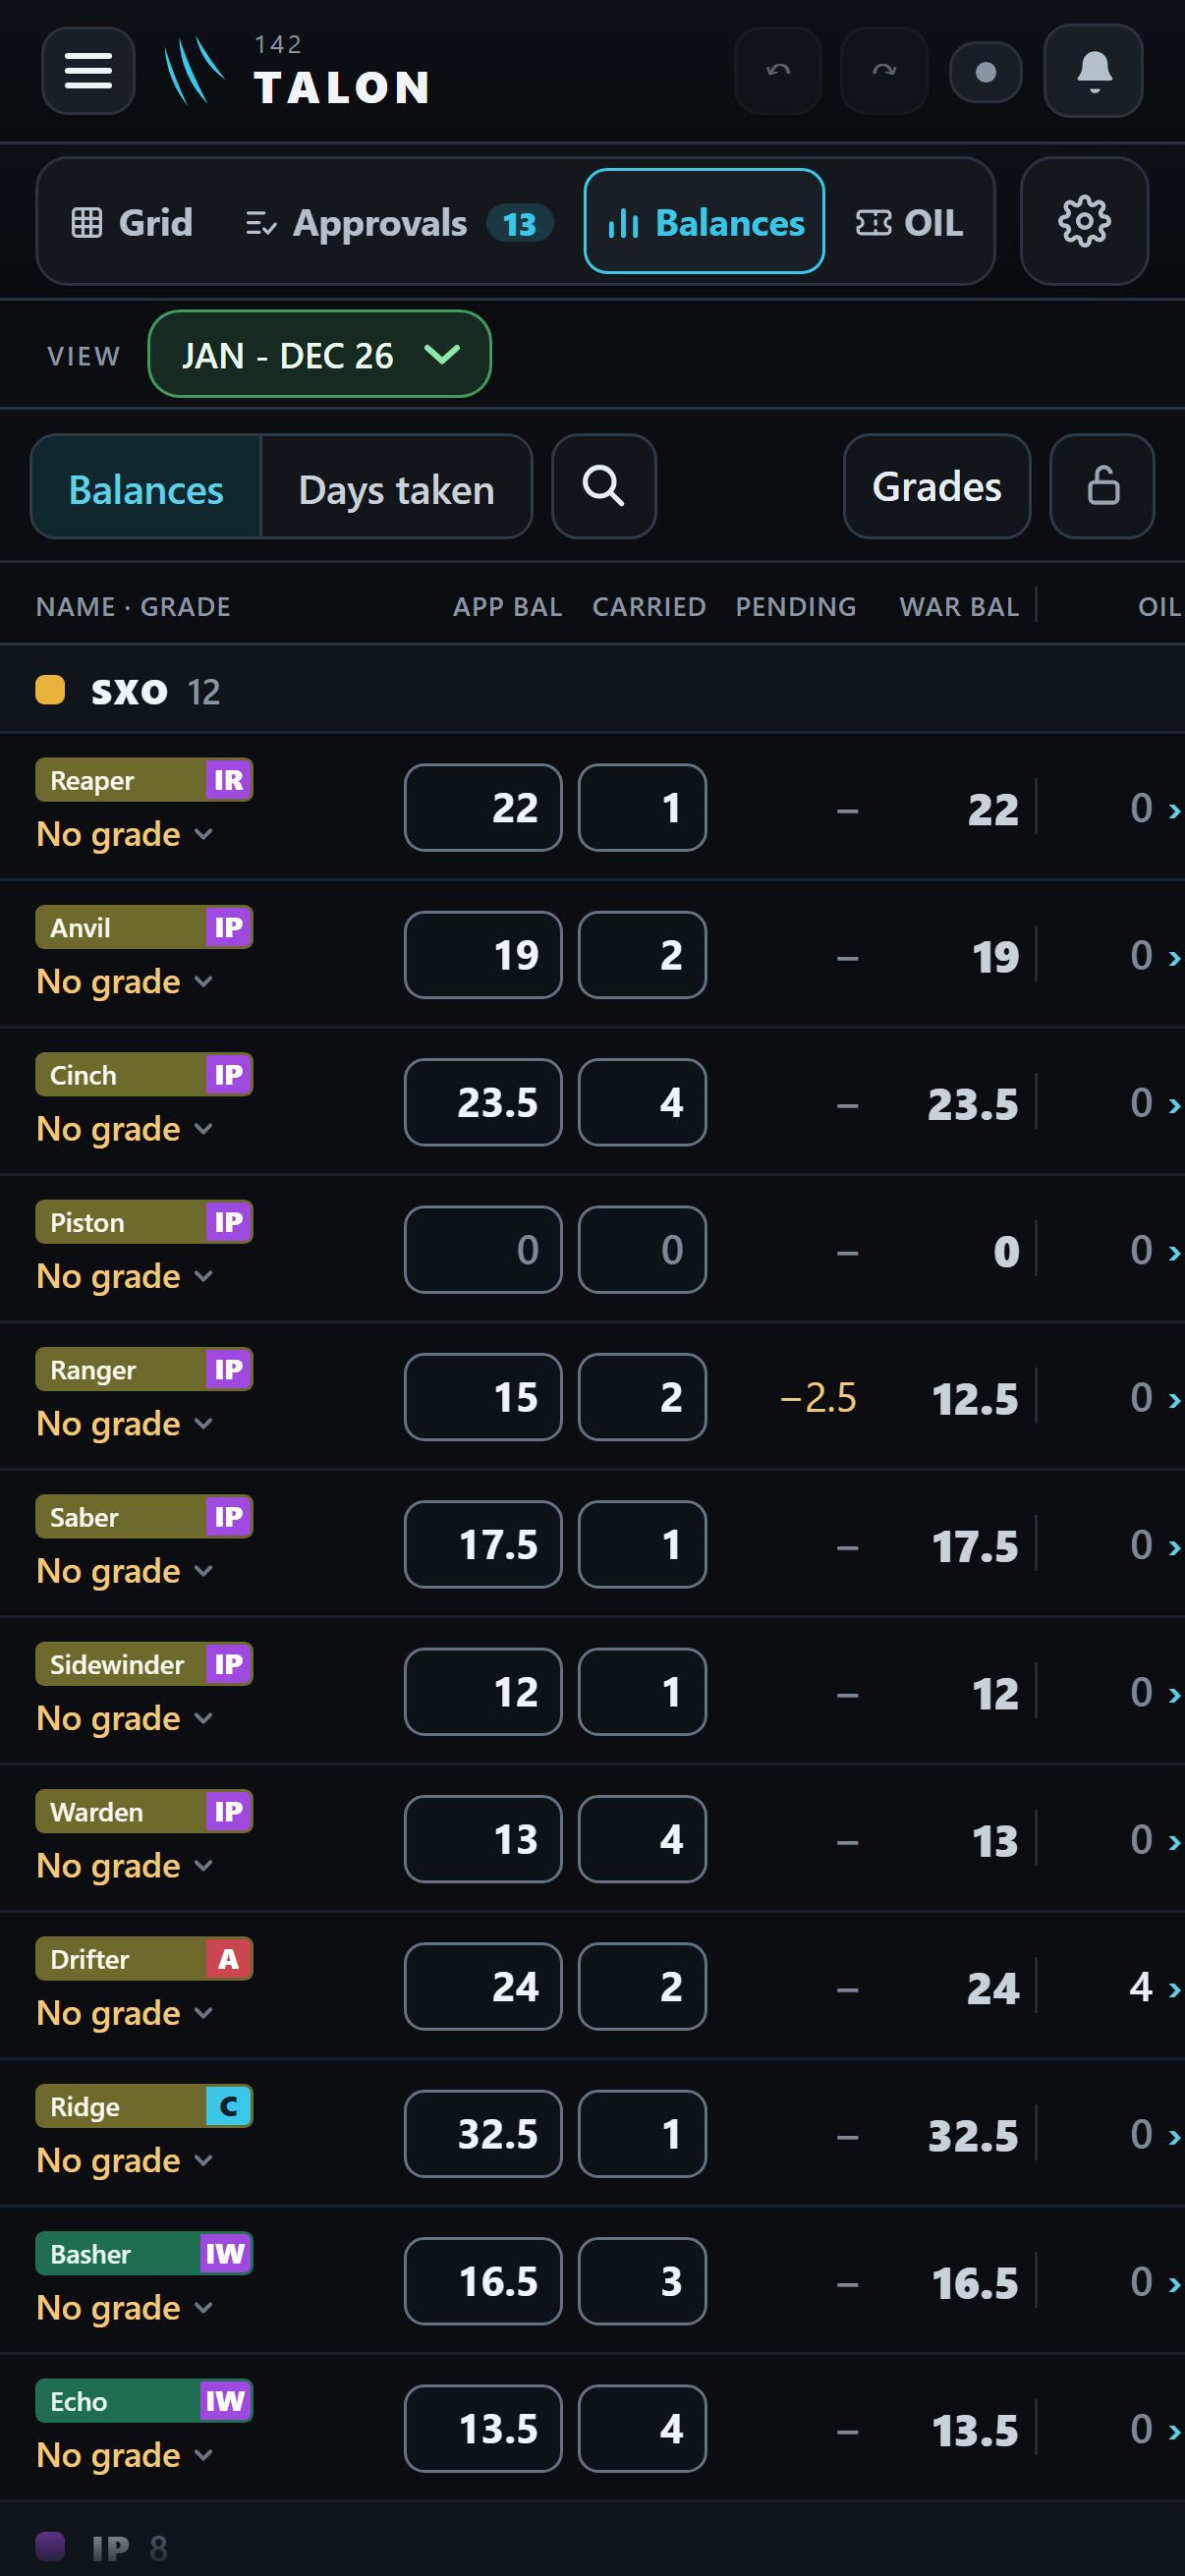 142
TALON
Grid Approvals 13 Balances OIL
VIEW JAN - DEC 26
Balances Days taken Grades
NAME · GRADE APP BAL CARRIED PENDING WAR BAL OIL
SXO 12
Reaper IR
No grade 22 1 – 22 0 ›
Anvil IP
No grade 19 2 – 19 0 ›
Cinch IP
No grade 23.5 4 – 23.5 0 ›
Piston IP
No grade 0 0 – 0 0 ›
Ranger IP
No grade 15 2 −2.5 12.5 0 ›
Saber IP
No grade 17.5 1 – 17.5 0 ›
Sidewinder IP
No grade 12 1 – 12 0 ›
Warden IP
No grade 13 4 – 13 0 ›
Drifter A
No grade 24 2 – 24 4 ›
Ridge C
No grade 32.5 1 – 32.5 0 ›
Basher IW
No grade 16.5 3 – 16.5 0 ›
Echo IW
No grade 13.5 4 – 13.5 0 ›
IP 8